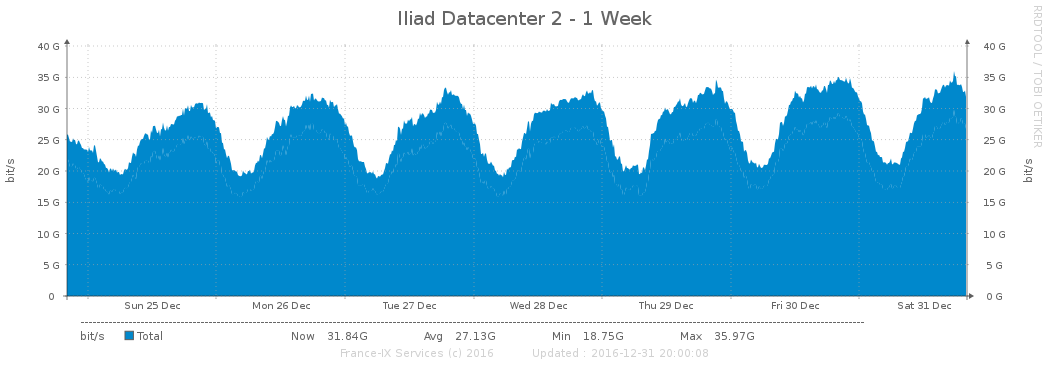 Iliad Datacenter 2 - 1 Week
RRDTOOL / TOBI OETIKER
40 G 40 G
35 G 35 G
30 G 30 G
25 G 25 G
20 G 20 G
15 G 15 G
10 G 10 G
5 G 5 G
0 0 G
bit/s bit/s
Sun 25 Dec Mon 26 Dec Tue 27 Dec Wed 28 Dec Thu 29 Dec Fri 30 Dec Sat 31 Dec
bit/s Total Now 31.84G Avg 27.13G Min 18.75G Max 35.97G
France-IX Services (c) 2016 Updated : 2016-12-31 20:00:08